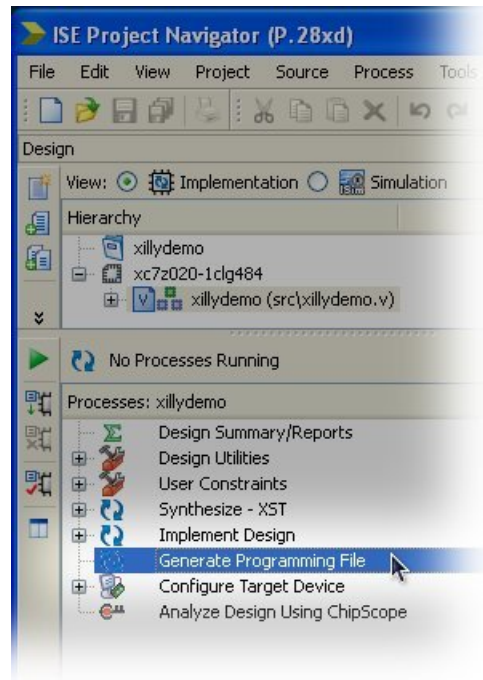 ISE Project Navigator (P.28xd)
File Edit View Project Source Process Tools
Design
View: Implementation Simulation
Hierarchy
xillydemo
xc7z020-1clg484
xillydemo (src\xillydemo.v)
No Processes Running
Processes: xillydemo
Design Summary/Reports
Design Utilities
User Constraints
Synthesize - XST
Implement Design
Generate Programming File
Configure Target Device
Analyze Design Using ChipScope